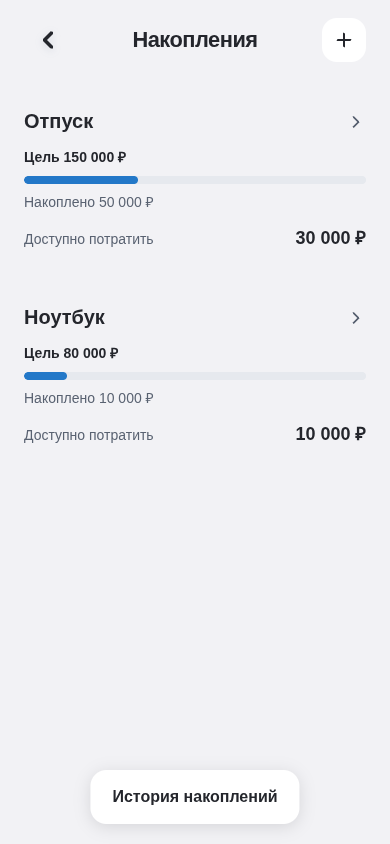 Накопления
Отпуск
Цель 150 000 ₽
Накоплено 50 000 ₽
Доступно потратить 30 000 ₽
Ноутбук
Цель 80 000 ₽
Накоплено 10 000 ₽
Доступно потратить 10 000 ₽
История накоплений